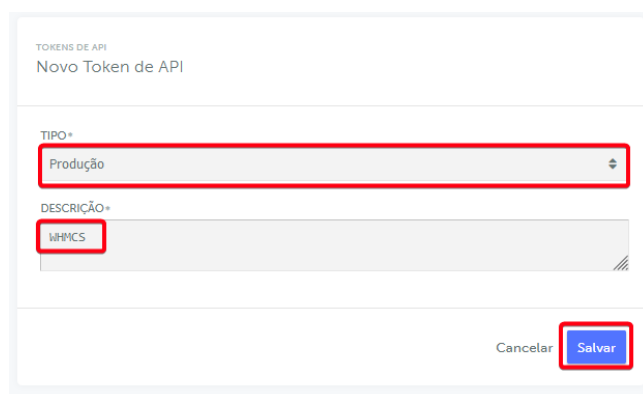 TOKENS DE API
Novo Token de API
TIPO*
Produção
DESCRIÇÃO*
WHMCS
Cancelar Salvar